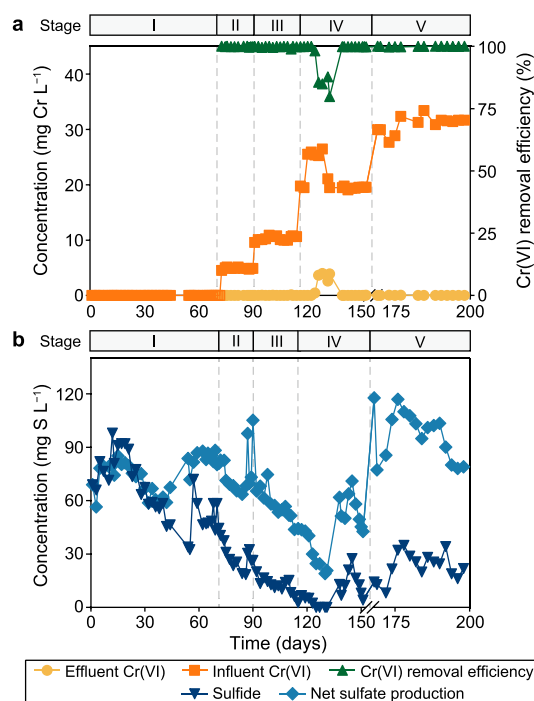 Stage I II III IV V
a
Concentration (mg Cr L⁻¹)
45
30
20
10
0
Cr(VI) removal efficiency (%)
100
75
50
25
0
0 30 60 70 90 120 150 175 200
b
Stage I II III IV V
Concentration (mg S L⁻¹)
120
90
60
30
0
0 30 60 90 120 150 175 200
Time (days)
Effluent Cr(VI) Influent Cr(VI) Cr(VI) removal efficiency
Sulfide Net sulfate production